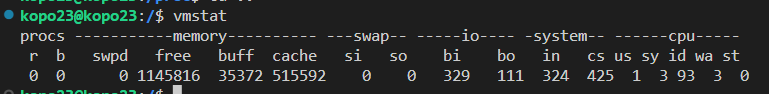 kopo23@kopo23:/$ vmstat
procs -----------memory---------- ---swap-- -----io---- -system-- ------cpu-----
 r  b   swpd   free   buff  cache   si   so    bi    bo   in   cs us sy id wa st
 0  0      0 1145816  35372 515592    0    0   329   111  324  425  1  3 93  3  0
kopo23@kopo23:/$